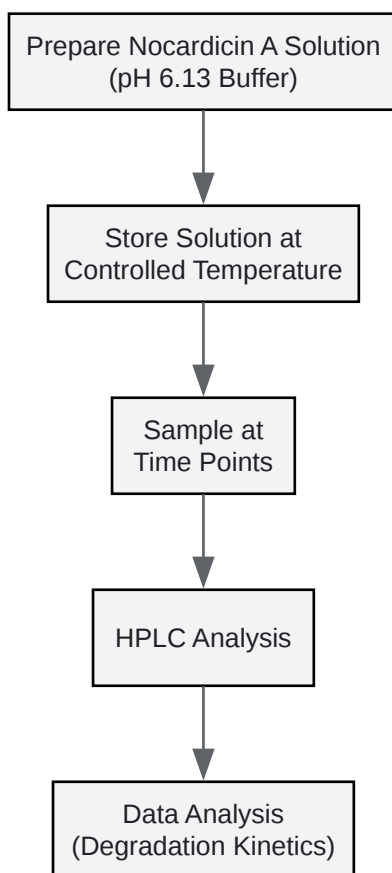 Prepare Nocardicin A Solution
(pH 6.13 Buffer)
Store Solution at
Controlled Temperature
Sample at
Time Points
HPLC Analysis
Data Analysis
(Degradation Kinetics)